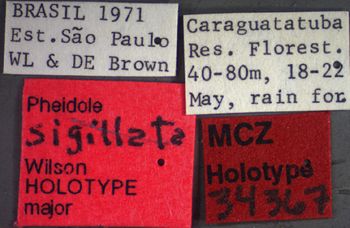 BRASIL 1971
Est.São Paulo
WL & DE Brown
Caraguatatuba
Res. Florest.
40-80m, 18-22
May, rain for.
Pheidole
sigillata
Wilson
HOLOTYPE
major
MCZ
Holotype
34367